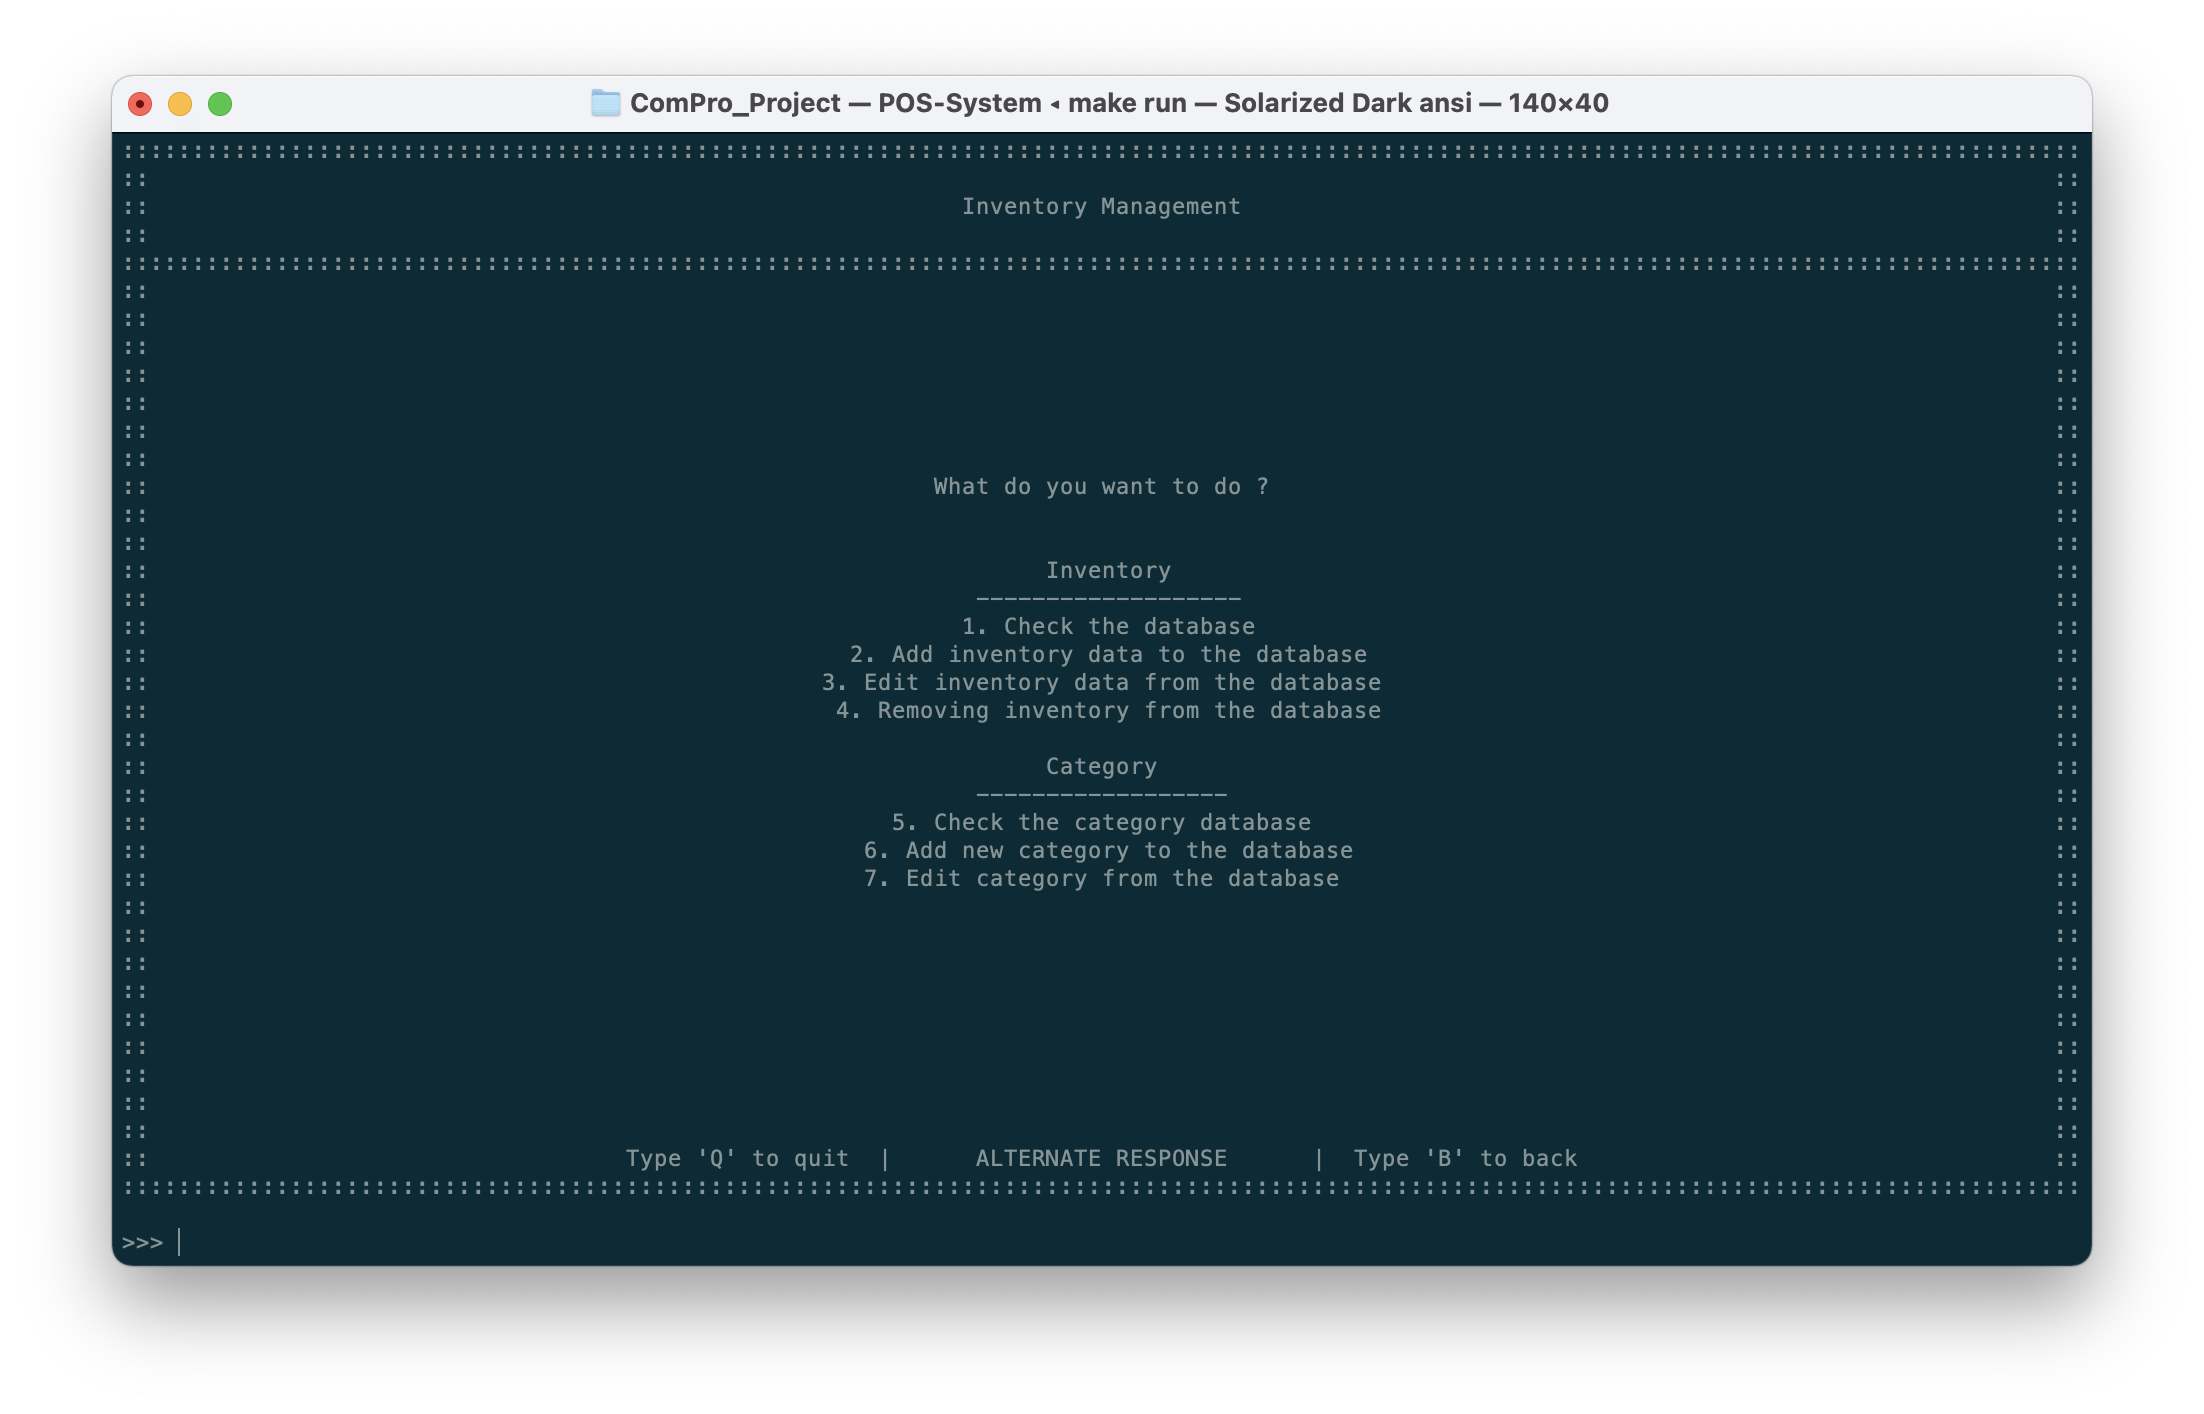 ComPro_Project — POS-System ◂ make run — Solarized Dark ansi — 140×40
Inventory Management
What do you want to do ?
Inventory
-------------------
1. Check the database
2. Add inventory data to the database
3. Edit inventory data from the database
4. Removing inventory from the database
Category
------------------
5. Check the category database
6. Add new category to the database
7. Edit category from the database
Type 'Q' to quit | ALTERNATE RESPONSE | Type 'B' to back
>>>